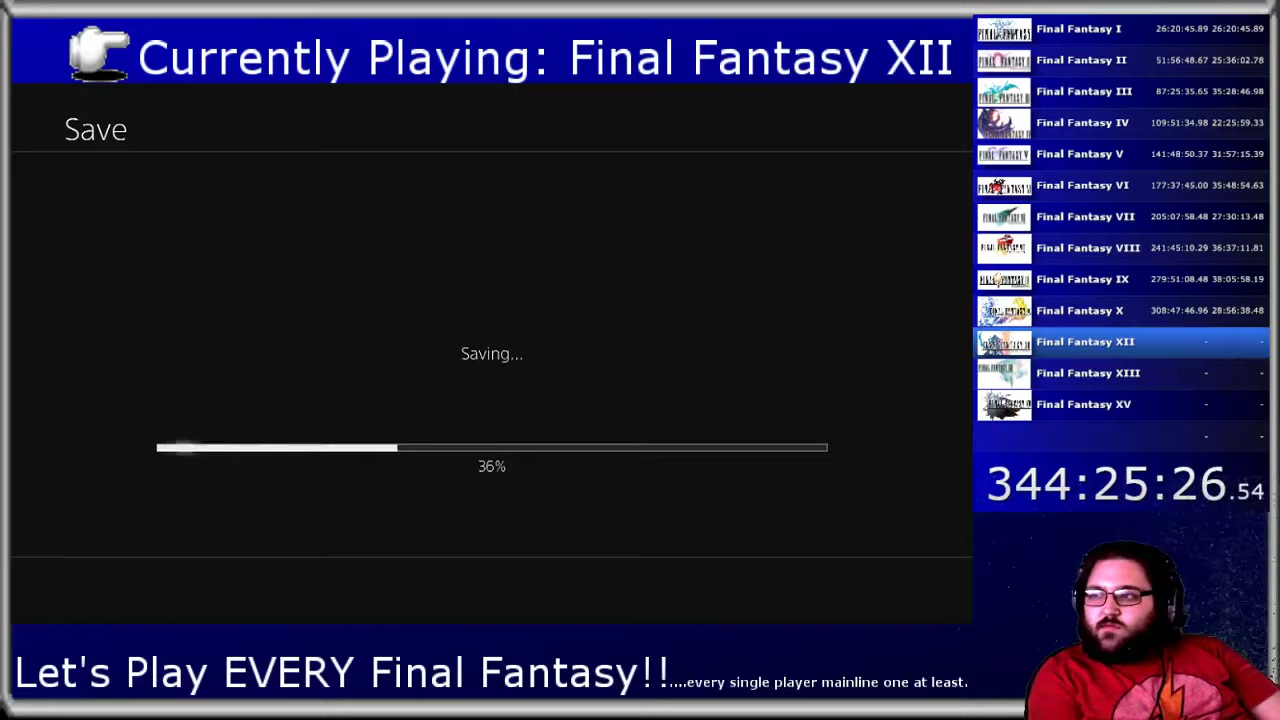 Currently Playing: Final Fantasy XII
Save
Saving...
36%
Let's Play EVERY Final Fantasy!!
....every single player mainline one at least.
Final Fantasy I 26:20:45.89 26:20:45.89
Final Fantasy II 51:56:48.67 25:36:02.78
Final Fantasy III 87:25:35.65 35:28:46.98
Final Fantasy IV 109:51:34.98 22:25:59.33
Final Fantasy V 141:48:50.37 31:57:15.39
Final Fantasy VI 177:37:45.00 35:48:54.63
Final Fantasy VII 205:07:58.48 27:30:13.48
Final Fantasy VIII 241:45:10.29 36:37:11.81
Final Fantasy IX 279:51:08.48 38:05:58.19
Final Fantasy X 308:47:46.96 28:56:38.48
Final Fantasy XII - -
Final Fantasy XIII - -
Final Fantasy XV - -
- -
344:25:26.54